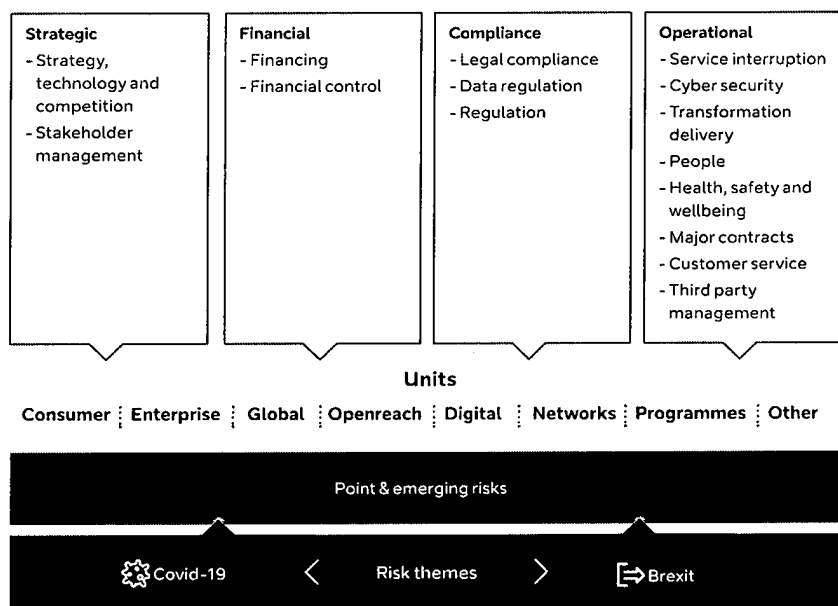 Strategic
- Strategy,
technology and
competition
- Stakeholder
management
Financial
- Financing
- Financial control
Compliance
- Legal compliance
- Data regulation
- Regulation
Operational
- Service interruption
- Cyber security
- Transformation
delivery
- People
- Health, safety and
wellbeing
- Major contracts
- Customer service
- Third party
management
Units
Consumer Enterprise Global Openreach Digital Networks Programmes Other
Point & emerging risks
Covid-19 < Risk themes > Brexit